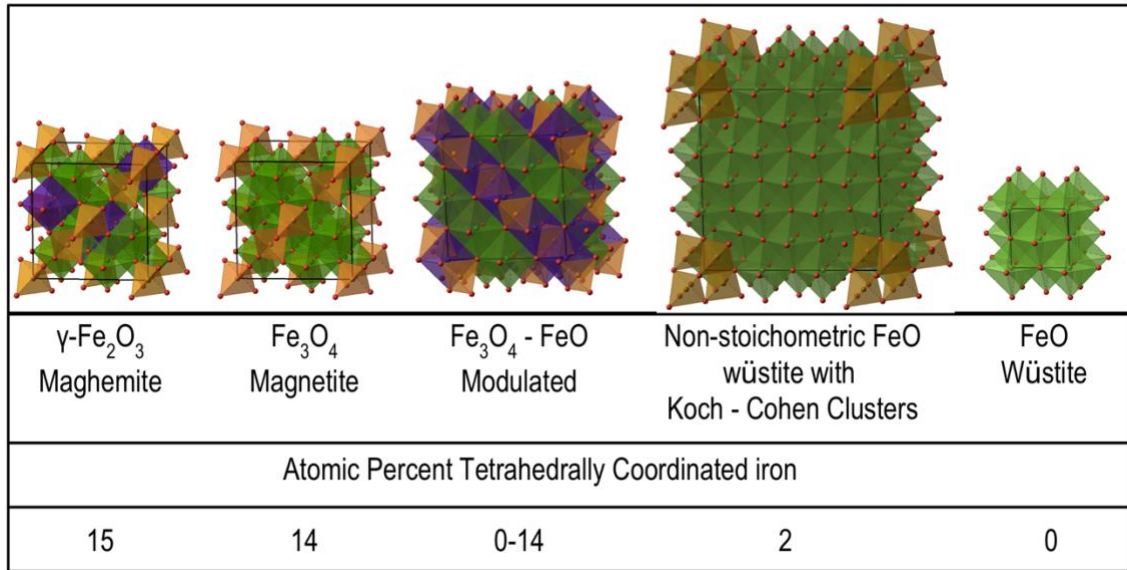 γ-Fe₂O₃ Fe₃O₄ Fe₃O₄ - FeO Non-stoichometric FeO FeO
Maghemite Magnetite Modulated wüstite with Wüstite
Koch - Cohen Clusters
Atomic Percent Tetrahedrally Coordinated iron
15 14 0-14 2 0